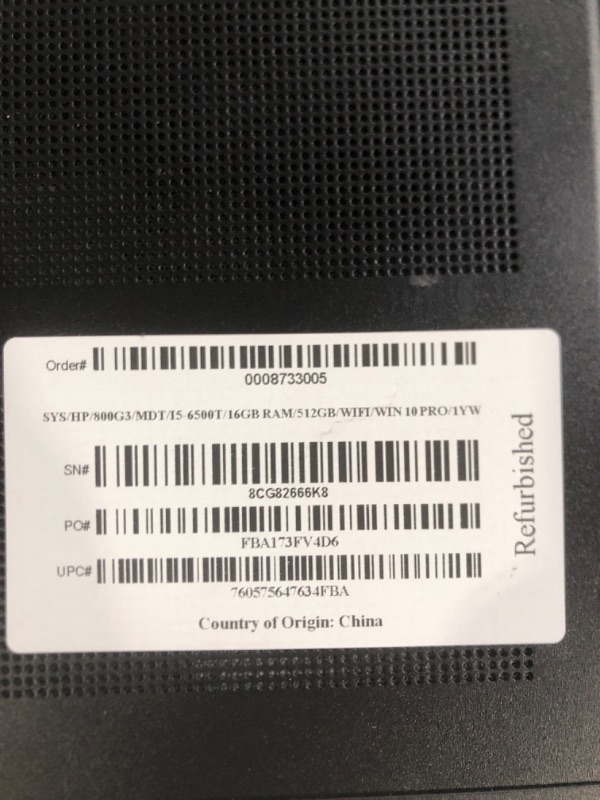 Order#
0008733005
SYS/HP/800G3/MDT/I5-6500T/16GB RAM/512GB/WIFI/WIN 10 PRO/1YW
SN#
8CG82666K8
PO#
FBA173FV4D6
UPC#
760575647634FBA
Country of Origin: China
Refurbished